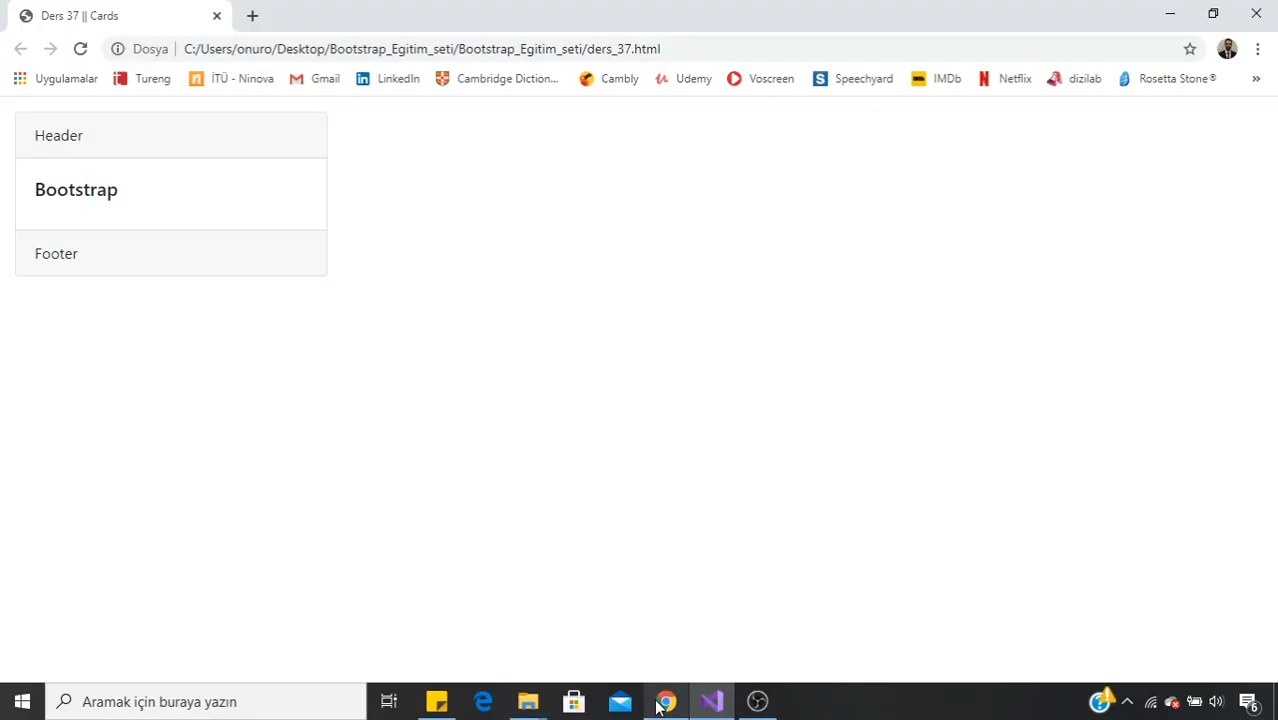 Ders 37 || Cards
Dosya C:/Users/onuro/Desktop/Bootstrap_Egitim_seti/Bootstrap_Egitim_seti/ders_37.html
Uygulamalar Tureng İTÜ - Ninova Gmail LinkedIn Cambridge Diction... Cambly Udemy Voscreen Speechyard IMDb Netflix dizilab Rosetta Stone® »
Header
Bootstrap
Footer
Aramak için buraya yazın
6